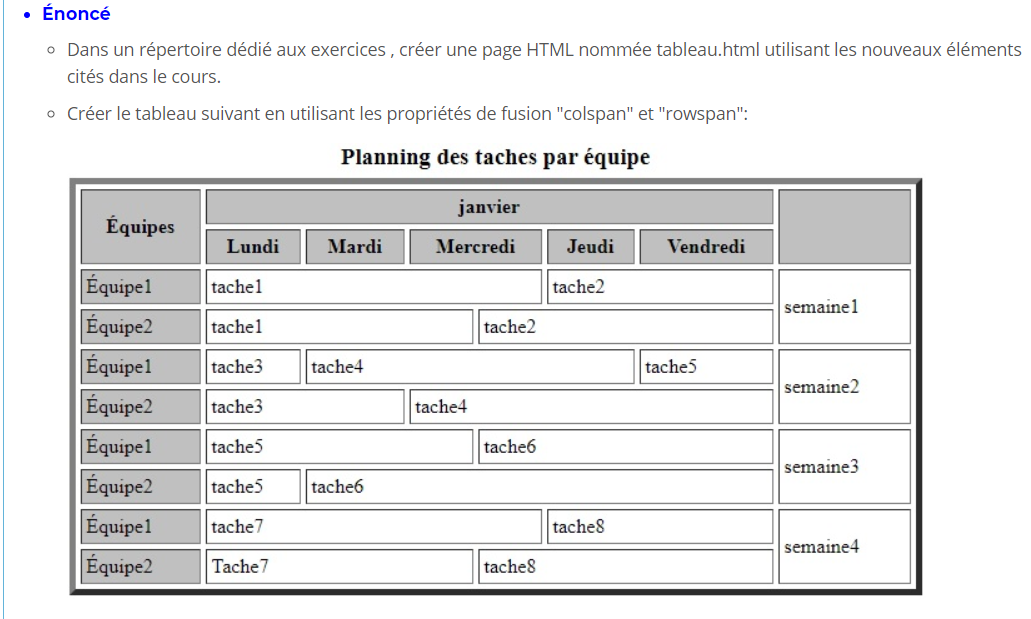 Énoncé
Dans un répertoire dédié aux exercices , créer une page HTML nommée tableau.html utilisant les nouveaux éléments
cités dans le cours.
Créer le tableau suivant en utilisant les propriétés de fusion "colspan" et "rowspan":
Planning des taches par équipe
Équipes janvier
Lundi Mardi Mercredi Jeudi Vendredi
Équipe1 tache1 tache2 semaine1
Équipe2 tache1 tache2
Équipe1 tache3 tache4 tache5 semaine2
Équipe2 tache3 tache4
Équipe1 tache5 tache6 semaine3
Équipe2 tache5 tache6
Équipe1 tache7 tache8 semaine4
Équipe2 Tache7 tache8